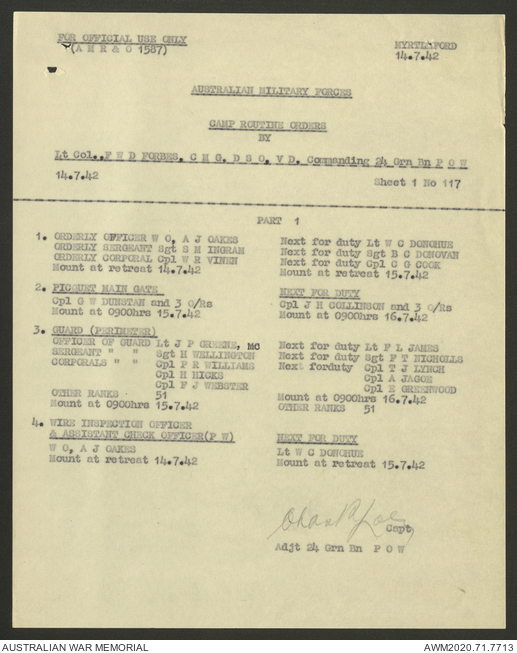 FOR OFFICIAL USE ONLY
(A M R & O 1587)
MYRTLEFORD
14.7.42
AUSTRALIAN MILITARY FORCES
CAMP ROUTINE ORDERS
BY
Lt Col., F W D FORBES, C M G, D S O, V D, Commanding 24 Grn Bn P O W
14.7.42
Sheet 1 No 117
PART 1
1. ORDERLY OFFICER W O, A J OAKES
ORDERLY SERGEANT Sgt S M INGRAM
ORDERLY CORPORAL Cpl W R VINEN
Mount at retreat 14.7.42
Next for duty Lt W C DONOHUE
Next for duty Sgt B C DONOVAN
Next for duty Cpl C G COOK
Mount at retreat 15.7.42
2. PICQUET MAIN GATE
Cpl G W DUNSTAN and 3 O/Rs
Mount at 0900hrs 15.7.42
NEXT FOR DUTY
Cpl J H COLLINSON and 3 O/Rs
Mount at 0900hrs 16.7.42
3. GUARD (PERIMETER)
OFFICER OF GUARD Lt J P GREENE, MC
SERGEANT " " Sgt H WELLINGTON
CORPORALS " " Cpl P R WILLIAMS
Cpl H HICKS
Cpl F J WEBSTER
OTHER RANKS 51
Mount at 0900hrs 15.7.42
Next for duty Lt F L JAMES
Next for duty Sgt F T NICHOLLS
Next forduty Cpl T J LYNCH
Cpl A JAGOE
Cpl E GREENWOOD
Mount at 0900hrs 16.7.42
OTHER RANKS 51
4. WIRE INSPECTION OFFICER
& ASSISTANT CHECK OFFICER(P W)
W O, A J OAKES
Mount at retreat 14.7.42
NEXT FOR DUTY
Lt W C DONOHUE
Mount at retreat 15.7.42
Capt
Adjt 24 Grn Bn P O W
AUSTRALIAN WAR MEMORIAL
AWM2020.71.7713